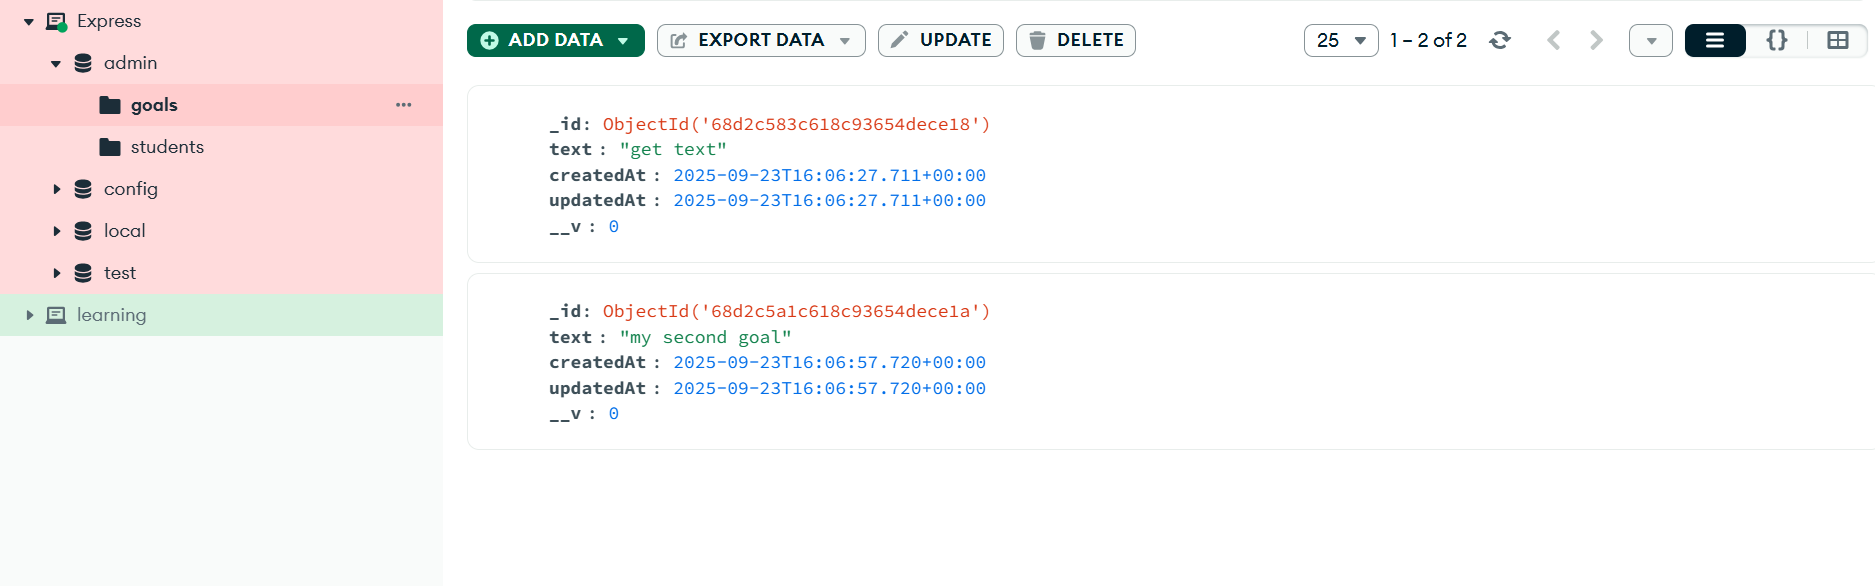 Express
admin
goals
students
config
local
test
learning
ADD DATA
EXPORT DATA
UPDATE
DELETE
25
1 – 2 of 2
_id: ObjectId('68d2c583c618c93654dece18')
text : "get text"
createdAt : 2025-09-23T16:06:27.711+00:00
updatedAt : 2025-09-23T16:06:27.711+00:00
__v : 0
_id: ObjectId('68d2c5a1c618c93654dece1a')
text : "my second goal"
createdAt : 2025-09-23T16:06:57.720+00:00
updatedAt : 2025-09-23T16:06:57.720+00:00
__v : 0